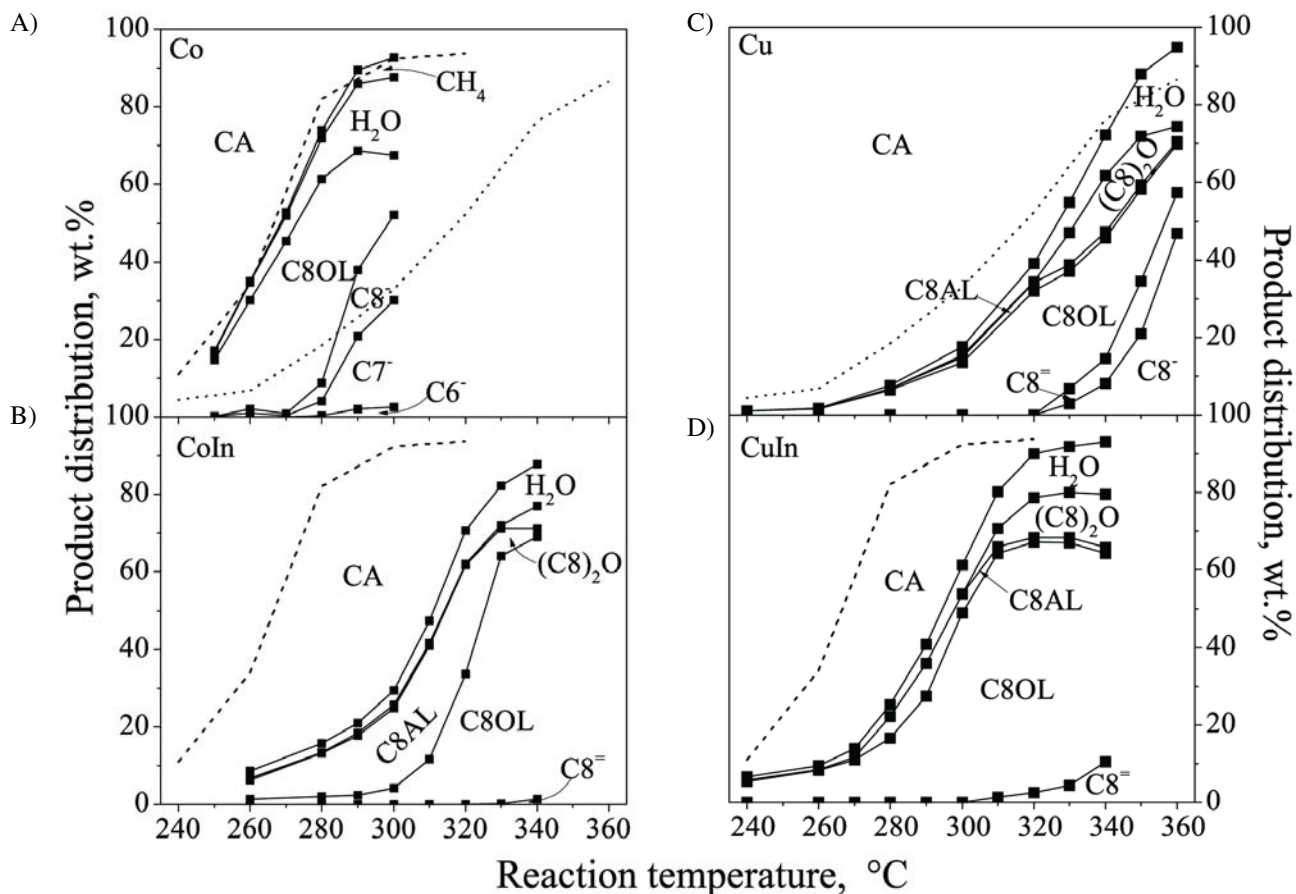 A)
Co
100
80
60
40
20
100
CA
CH₄
H₂O
C8OL
C8⁻
C7⁻
C6⁻
B)
CoIn
80
60
40
20
0
CA
H₂O
(C8)₂O
C8AL
C8OL
C8⁼
240 260 280 300 320 340 360
Product distribution, wt.%
C)
Cu
100
80
60
40
20
100
CA
H₂O
(C8)₂O
C8AL
C8OL
C8⁼
C8⁻
D)
CuIn
80
60
40
20
0
CA
H₂O
(C8)₂O
C8AL
C8OL
C8⁼
240 260 280 300 320 340 360
Product distribution, wt.%
Reaction temperature, °C